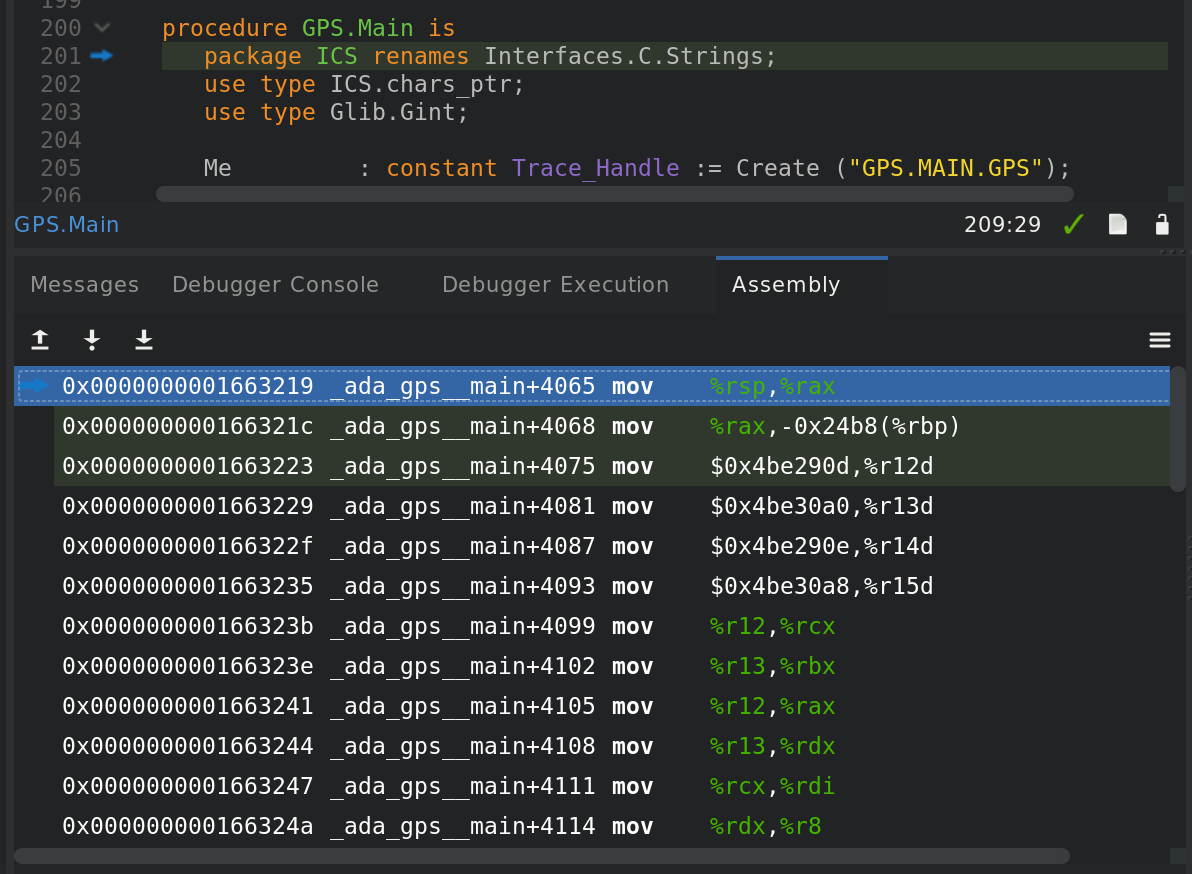 199
200 procedure GPS.Main is
201 package ICS renames Interfaces.C.Strings;
202 use type ICS.chars_ptr;
203 use type Glib.Gint;
204
205 Me : constant Trace_Handle := Create ("GPS.MAIN.GPS");
206
GPS.Main 209:29
Messages Debugger Console Debugger Execution Assembly
0x0000000001663219 _ada_gps__main+4065 mov %rsp,%rax
0x000000000166321c _ada_gps__main+4068 mov %rax,-0x24b8(%rbp)
0x0000000001663223 _ada_gps__main+4075 mov $0x4be290d,%r12d
0x0000000001663229 _ada_gps__main+4081 mov $0x4be30a0,%r13d
0x000000000166322f _ada_gps__main+4087 mov $0x4be290e,%r14d
0x0000000001663235 _ada_gps__main+4093 mov $0x4be30a8,%r15d
0x000000000166323b _ada_gps__main+4099 mov %r12,%rcx
0x000000000166323e _ada_gps__main+4102 mov %r13,%rbx
0x0000000001663241 _ada_gps__main+4105 mov %r12,%rax
0x0000000001663244 _ada_gps__main+4108 mov %r13,%rdx
0x0000000001663247 _ada_gps__main+4111 mov %rcx,%rdi
0x000000000166324a _ada_gps__main+4114 mov %rdx,%r8